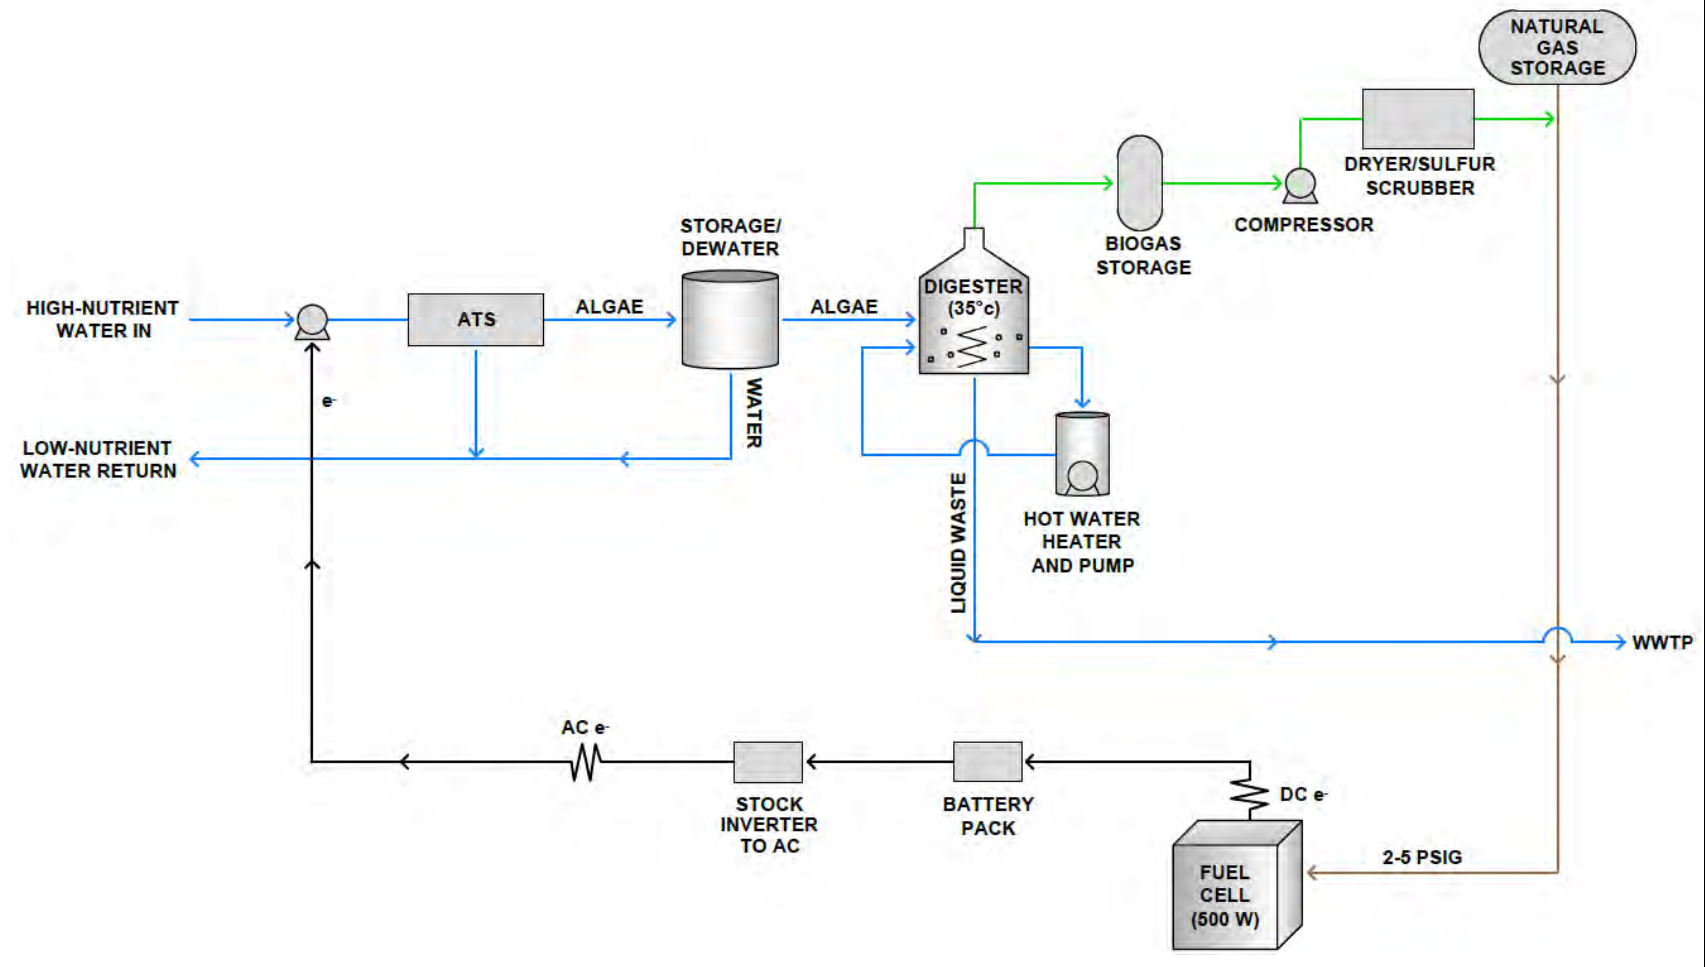 NATURAL
GAS
STORAGE
DRYER/SULFUR
SCRUBBER
COMPRESSOR
BIOGAS
STORAGE
STORAGE/
DEWATER
HIGH-NUTRIENT
WATER IN
ATS
ALGAE
ALGAE
DIGESTER
(35°c)
e-
WATER
LOW-NUTRIENT
WATER RETURN
LIQUID WASTE
HOT WATER
HEATER
AND PUMP
WWTP
AC e-
STOCK
INVERTER
TO AC
BATTERY
PACK
DC e-
FUEL
CELL
(500 W)
2-5 PSIG